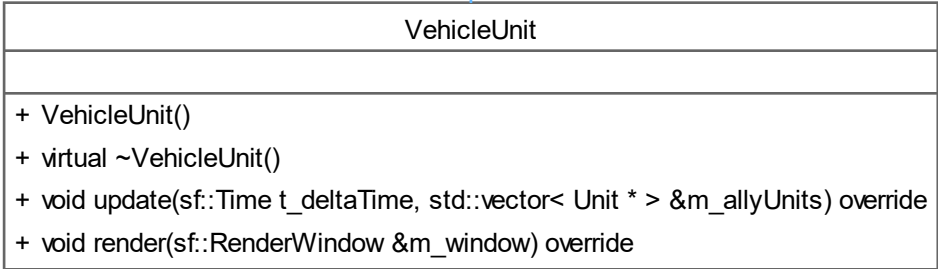 VehicleUnit
+ VehicleUnit()
+ virtual ~VehicleUnit()
+ void update(sf::Time t_deltaTime, std::vector< Unit * > &m_allyUnits) override
+ void render(sf::RenderWindow &m_window) override